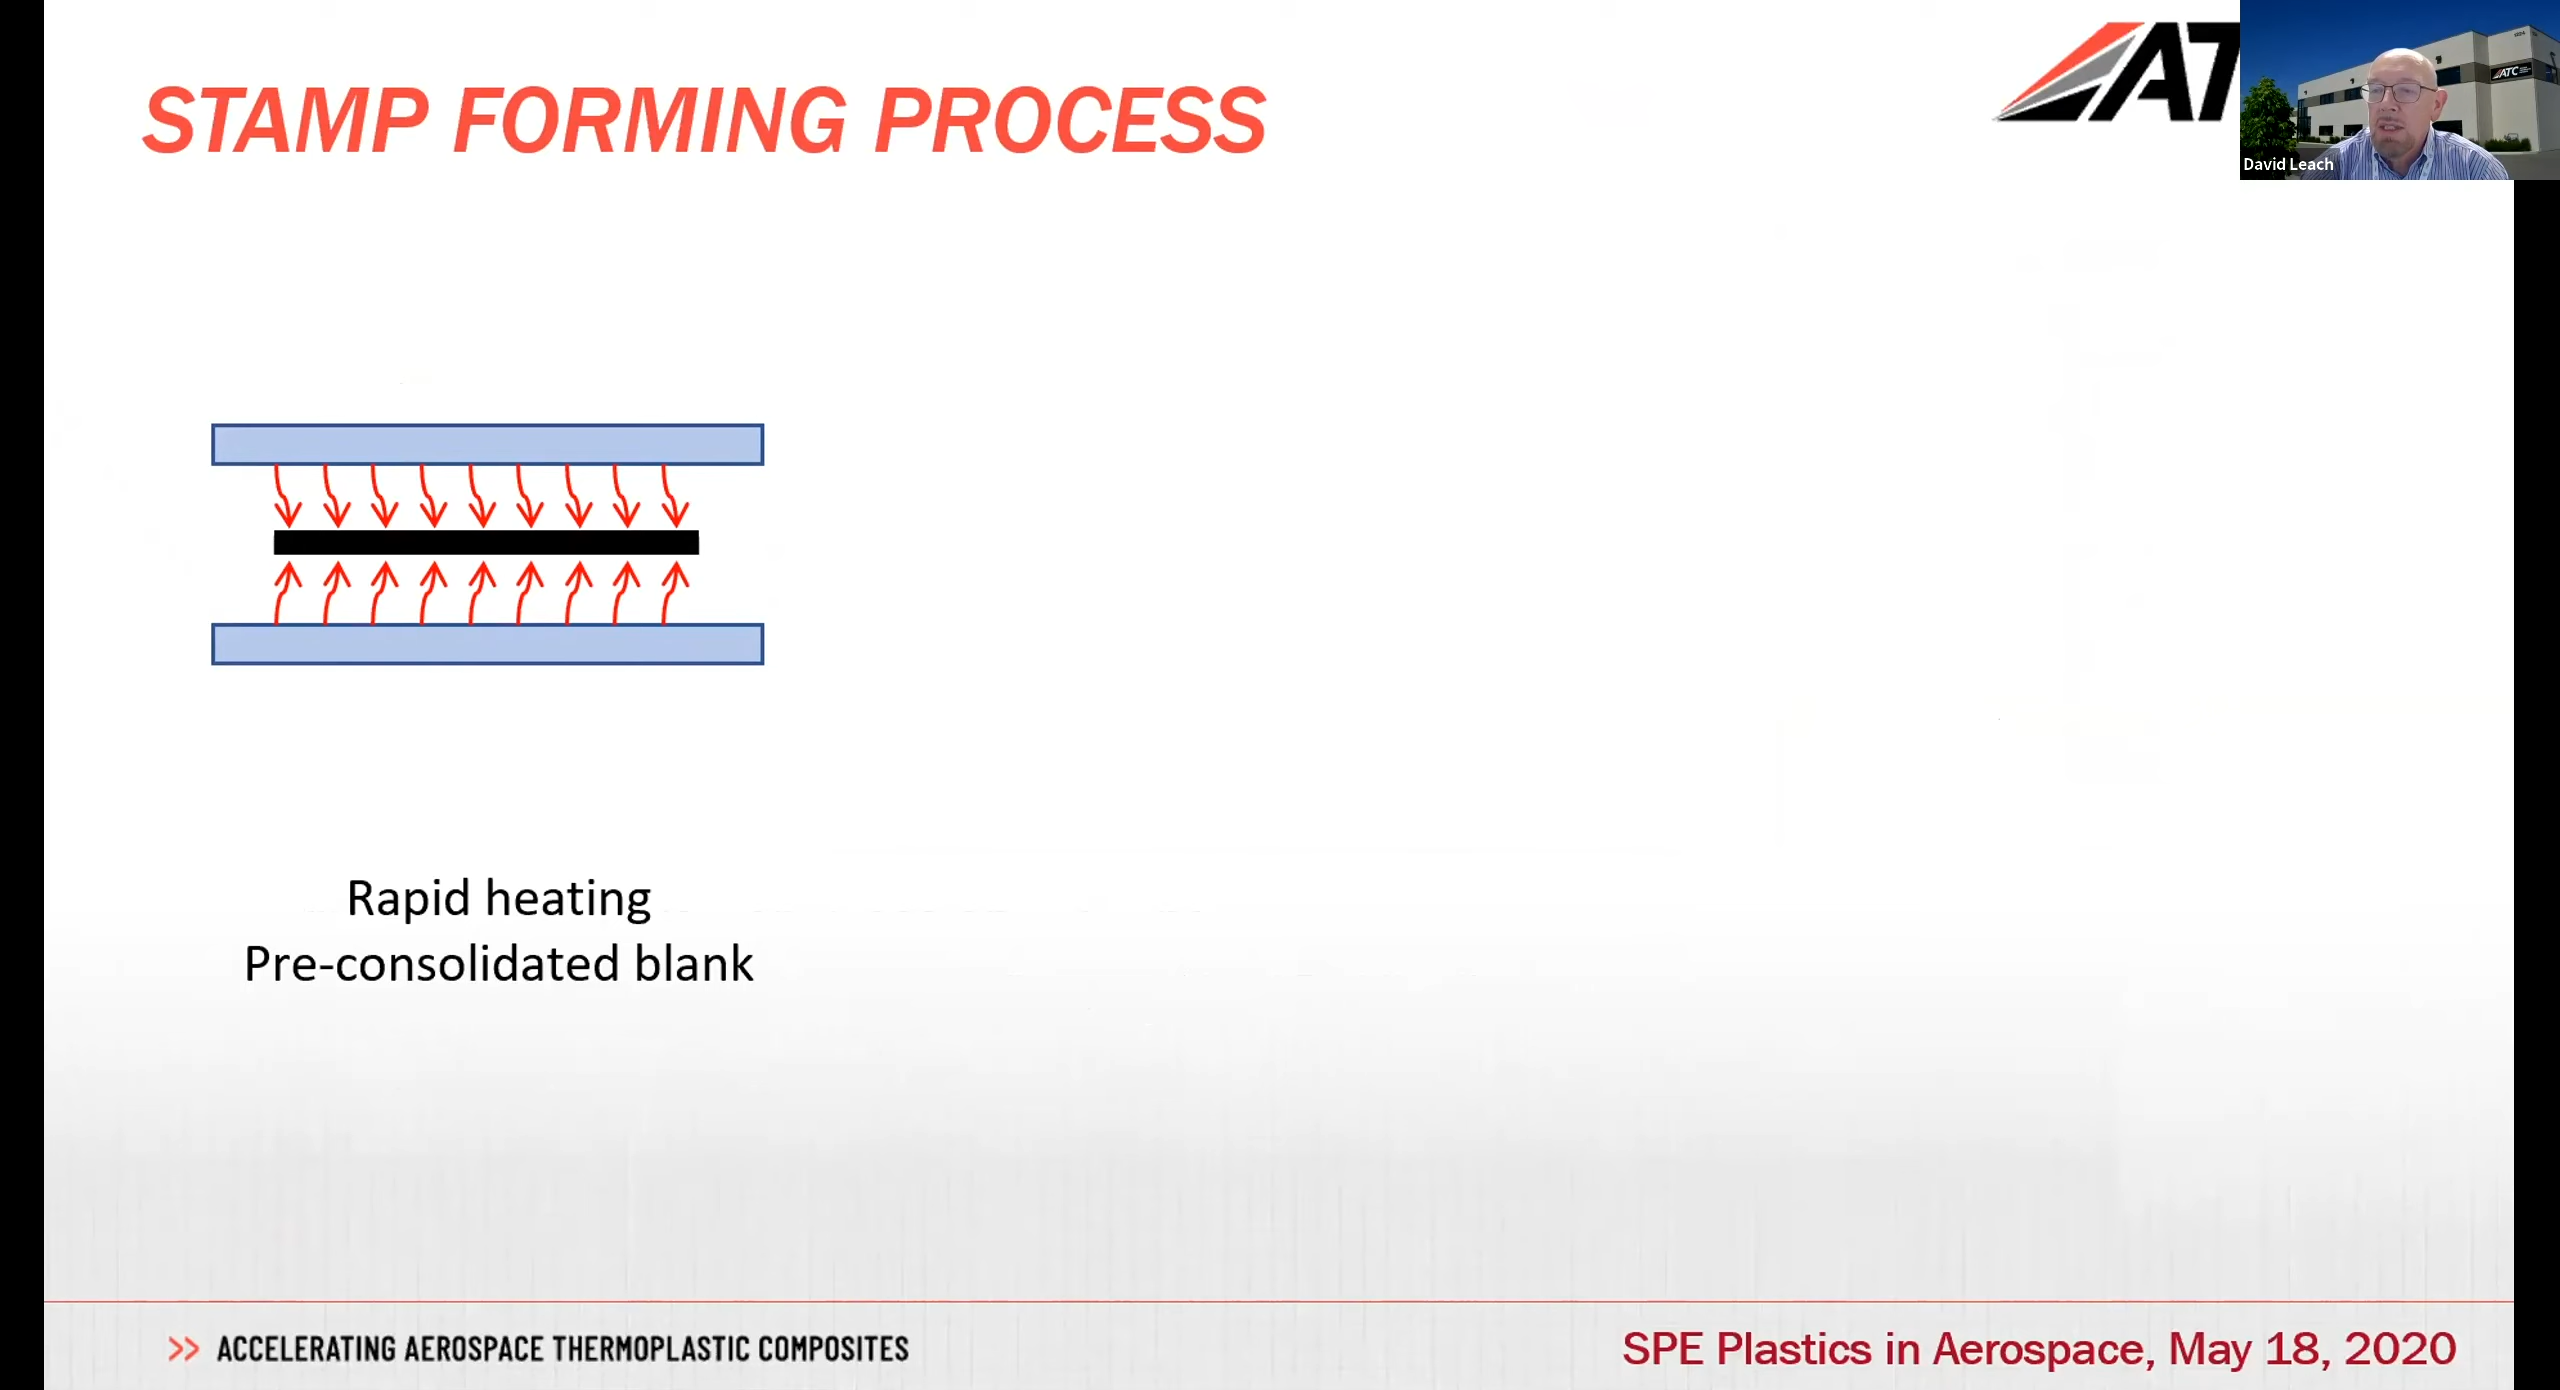 STAMP FORMING PROCESS
AT
ATC
David Leach
Rapid heating
Pre-consolidated blank
>> ACCELERATING AEROSPACE THERMOPLASTIC COMPOSITES
SPE Plastics in Aerospace, May 18, 2020